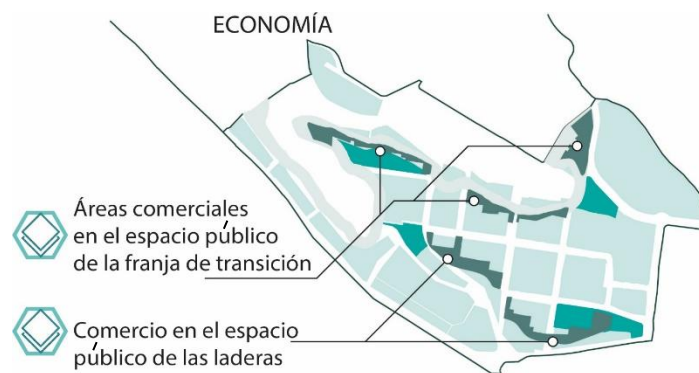 ECONOMÍA
Áreas comerciales
en el espacio público
de la franja de transición
Comercio en el espacio
público de las laderas